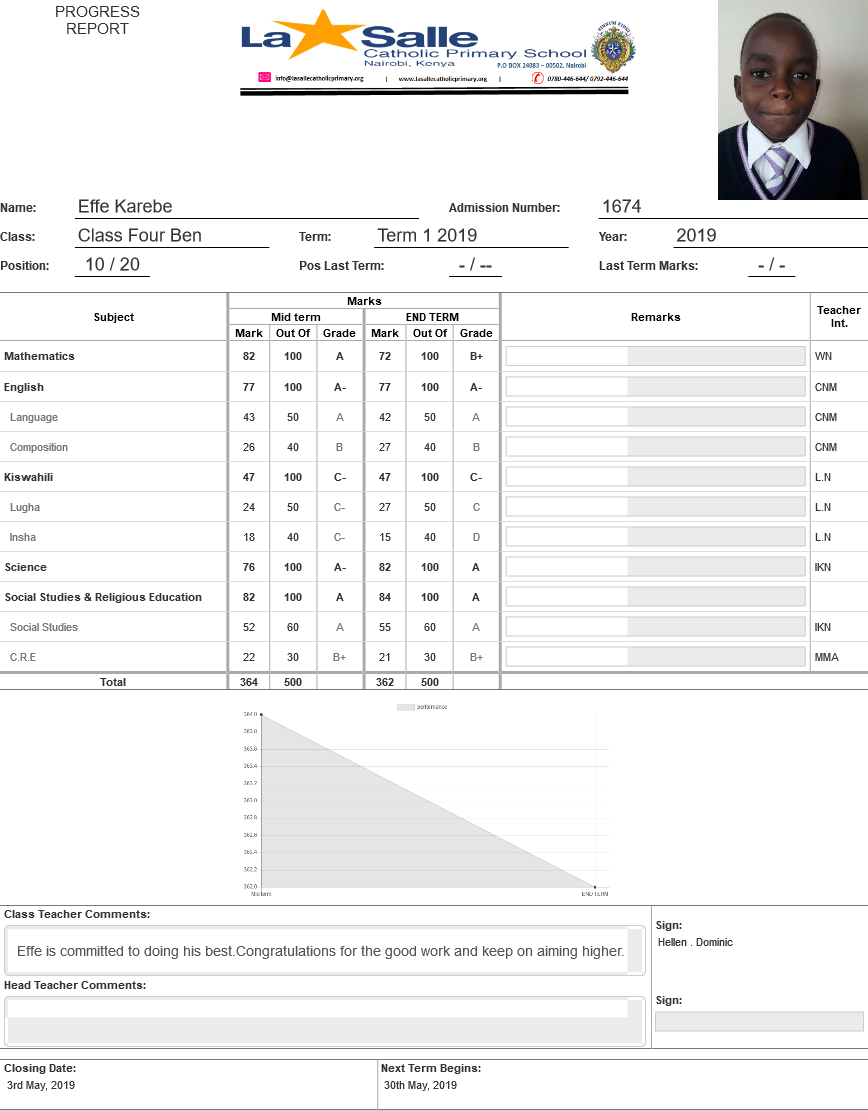 PROGRESS
REPORT
La Salle
Catholic Primary School
Nairobi, Kenya
P.O BOX 24083 – 00502, Nairobi
info@lasallecatholicprimary.org | www.lasallecatholicprimary.org | 0780-446-644/ 0792-446-644
Name: Effe Karebe Admission Number: 1674
Class: Class Four Ben Term: Term 1 2019 Year: 2019
Position: 10 / 20 Pos Last Term: - / -- Last Term Marks: - / -
Subject Marks Remarks Teacher Int.
Mid term END TERM
Mark Out Of Grade Mark Out Of Grade
Mathematics 82 100 A 72 100 B+ WN
English 77 100 A- 77 100 A- CNM
Language 43 50 A 42 50 A CNM
Composition 26 40 B 27 40 B CNM
Kiswahili 47 100 C- 47 100 C- L.N
Lugha 24 50 C- 27 50 C L.N
Insha 18 40 C- 15 40 D L.N
Science 76 100 A- 82 100 A IKN
Social Studies & Religious Education 82 100 A 84 100 A
Social Studies 52 60 A 55 60 A IKN
C.R.E 22 30 B+ 21 30 B+ MMA
Total 364 500 362 500
performance
364.0
363.8
363.6
363.4
363.2
363.0
362.8
362.6
362.4
362.2
362.0
Mid term END TERM
Class Teacher Comments:
Effe is committed to doing his best.Congratulations for the good work and keep on aiming higher.
Sign:
Hellen . Dominic
Head Teacher Comments:
Sign:
Closing Date: Next Term Begins:
3rd May, 2019 30th May, 2019